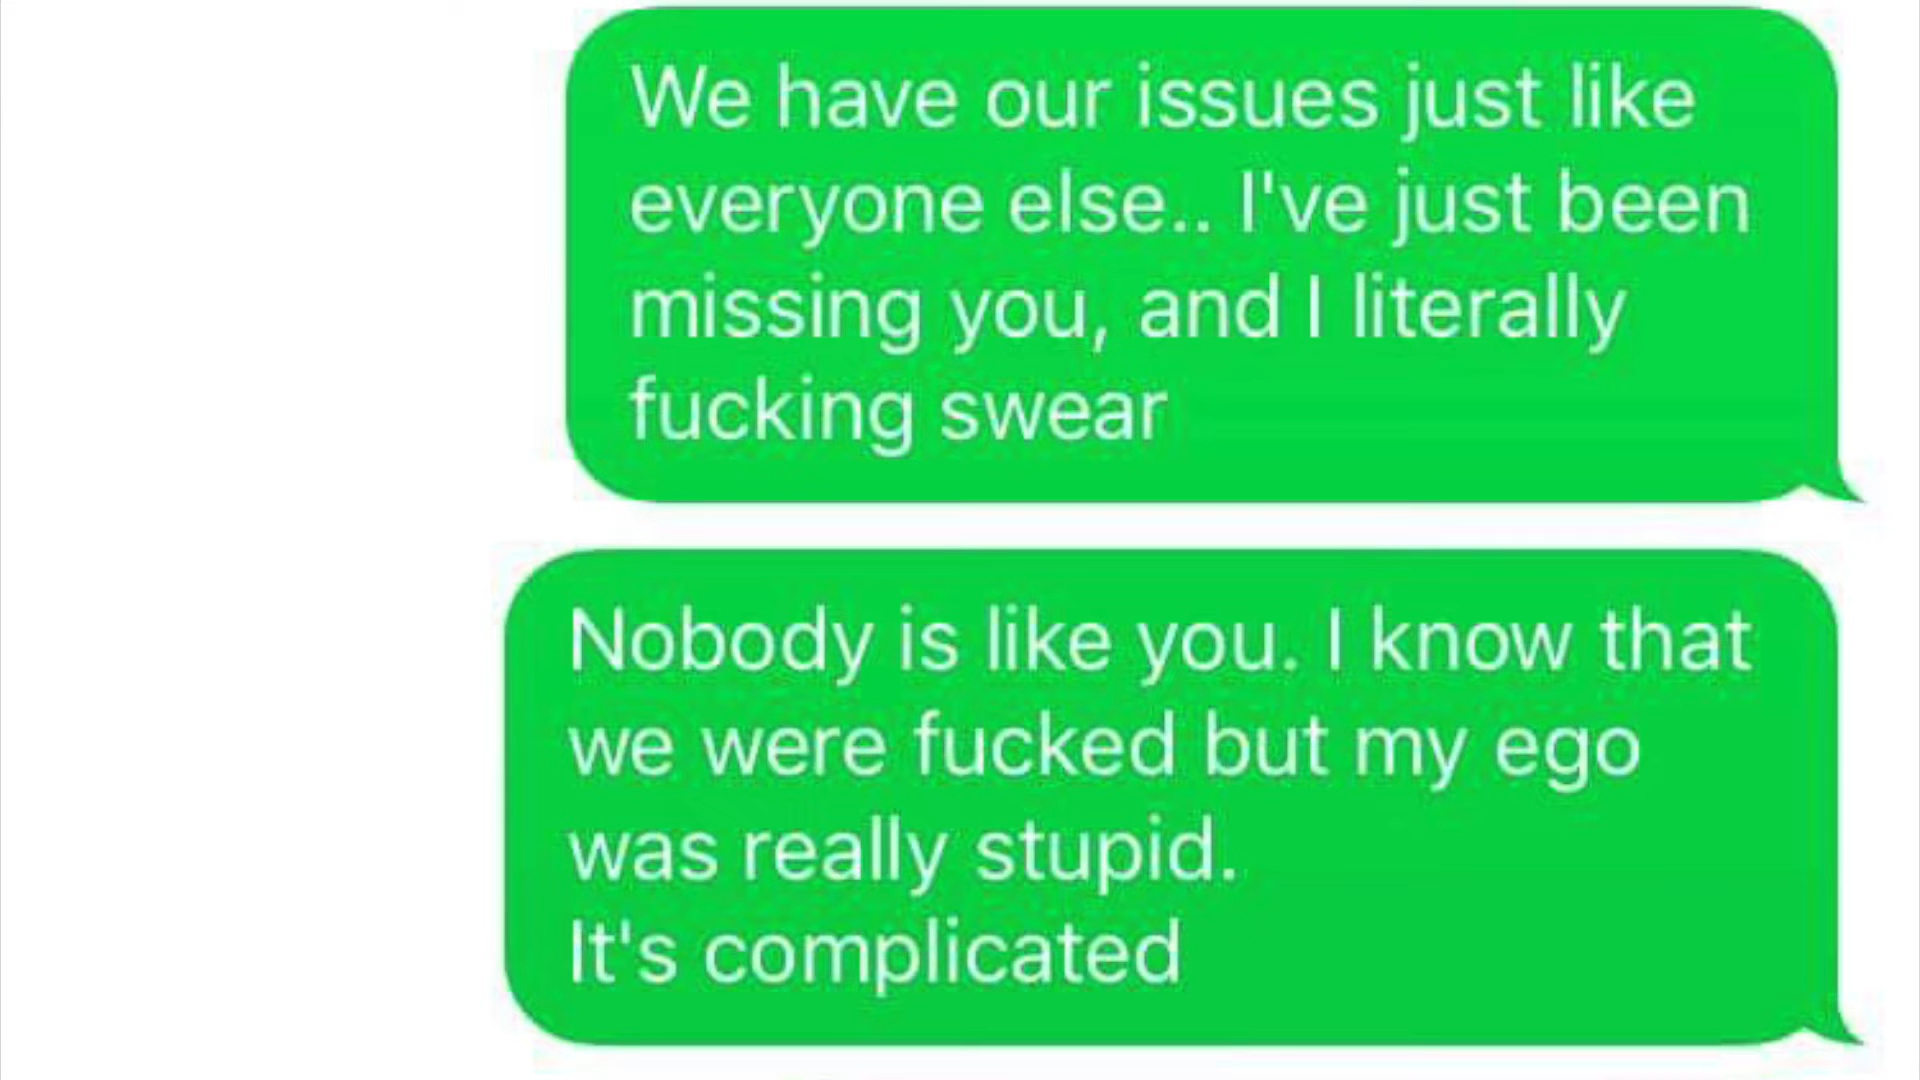 We have our issues just like
everyone else.. I've just been
missing you, and I literally
fucking swear
Nobody is like you. I know that
we were fucked but my ego
was really stupid.
It's complicated